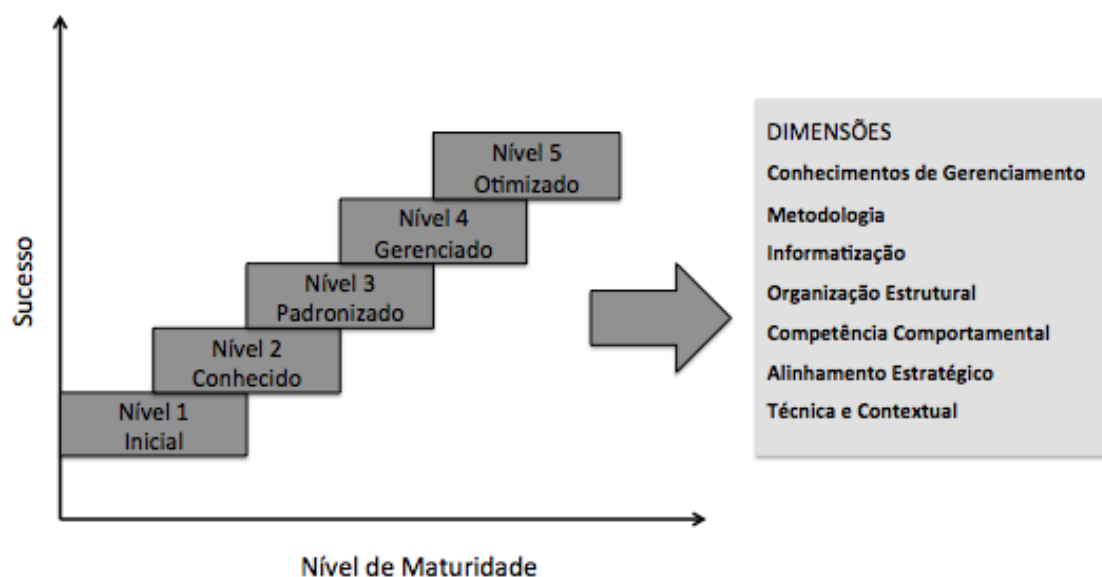 Sucesso
Nível 5
Otimizado
Nível 4
Gerenciado
Nível 3
Padronizado
Nível 2
Conhecido
Nível 1
Inicial
Nível de Maturidade
DIMENSÕES
Conhecimentos de Gerenciamento
Metodologia
Informatização
Organização Estrutural
Competência Comportamental
Alinhamento Estratégico
Técnica e Contextual